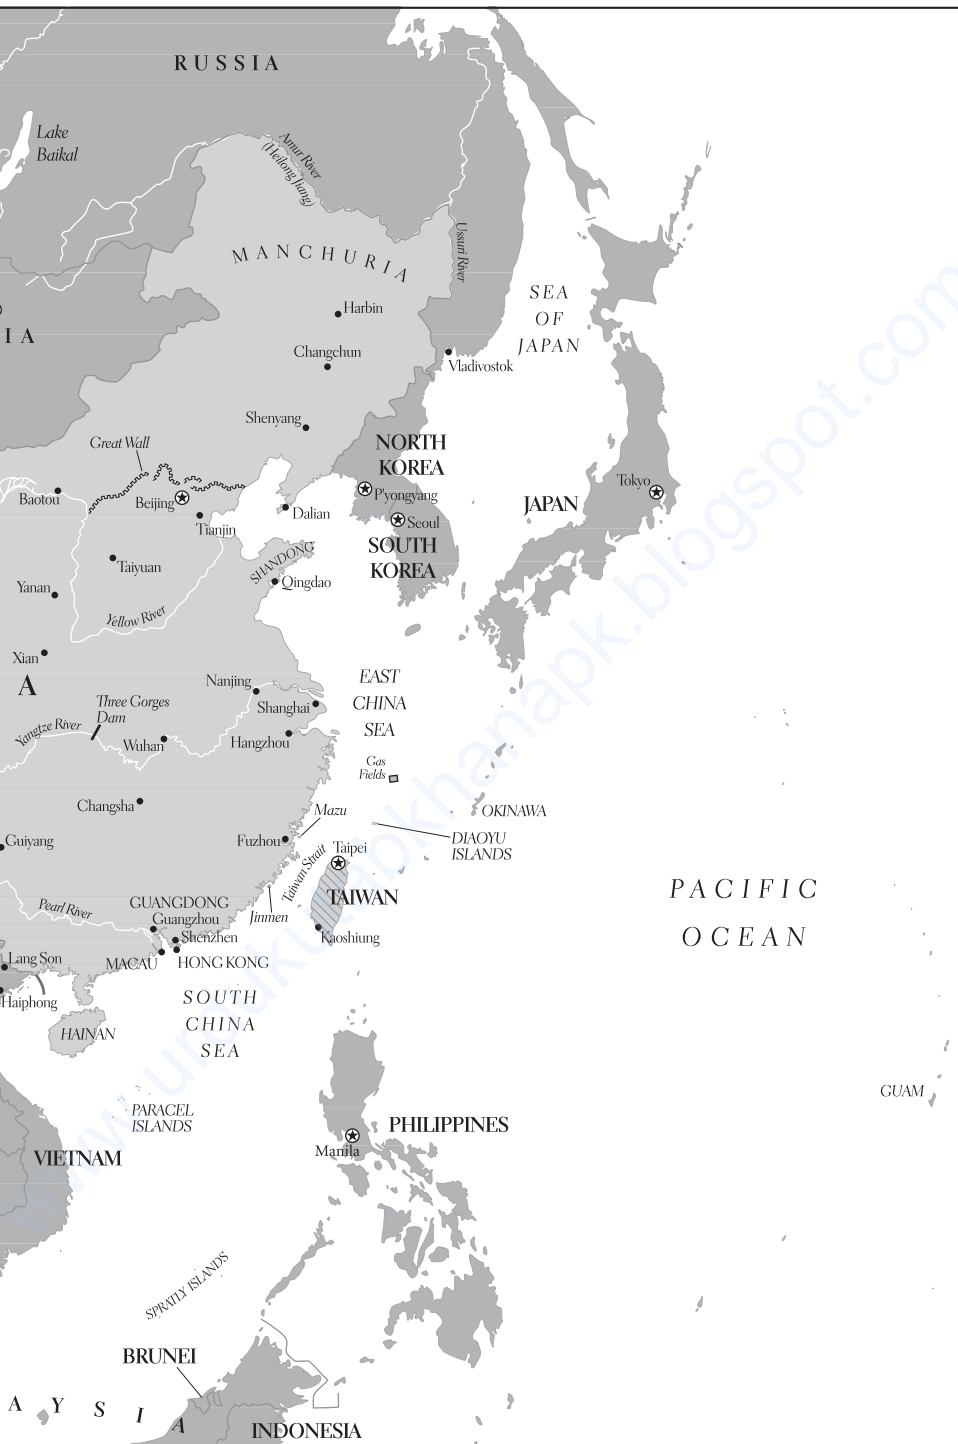 RUSSIA
Lake
Baikal
Amur River
(Heilong Jiang)
Ussuri River
MANCHURIA
SEA
OF
JAPAN
Harbin
IA
Changchun
Vladivostok
Shenyang
Great Wall
NORTH
KOREA
Baotou
Beijing
P'yongyang
Tokyo
JAPAN
Tianjin
Dalian
Seoul
SOUTH
KOREA
SHANDONG
Taiyuan
Qingdao
Yanan
Yellow River
Xian
A
Nanjing
EAST
CHINA
SEA
Three Gorges
Dam
Shanghai
Yangtze River
Wuhan
Hangzhou
Gas
Fields
Changsha
Mazu
OKINAWA
Guiyang
Fuzhou
DIAOYU
ISLANDS
Taiwan Strait
Taipei
TAIWAN
PACIFIC
OCEAN
Pearl River
GUANGDONG
Guangzhou
Jinmen
Shenzhen
Kaoshiung
Lang Son
MACAU
HONG KONG
Haiphong
SOUTH
CHINA
SEA
HAINAN
GUAM
PARACEL
ISLANDS
PHILIPPINES
Manila
VIETNAM
SPRATLY ISLANDS
BRUNEI
AYSIA
INDONESIA
www.urdukutabkhanapk.blogspot.com